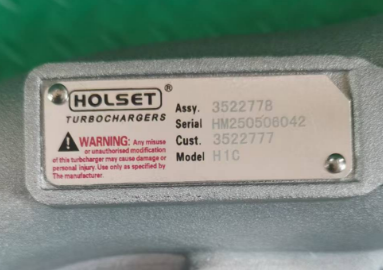 HOLSET®
TURBOCHARGERS
WARNING: Any misuse
or unauthorised modification
of this turbocharger may cause damage or
personal injury. Use only as specified by
The manufacturer.
Assy. 3522778
Serial HM250506042
Cust. 3522777
Model H1C